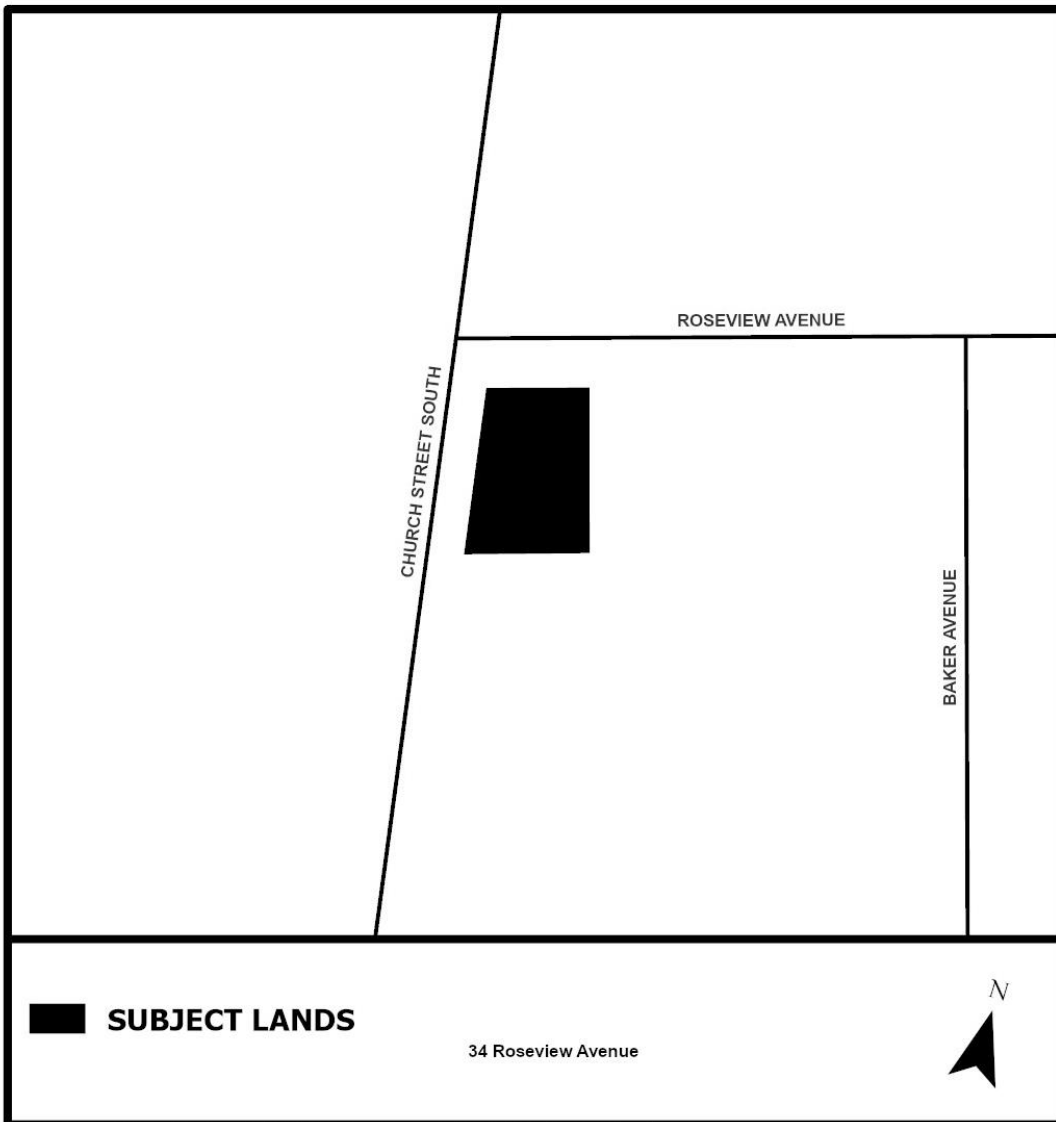 ROSEVIEW AVENUE
CHURCH STREET SOUTH
BAKER AVENUE
N
SUBJECT LANDS
34 Roseview Avenue